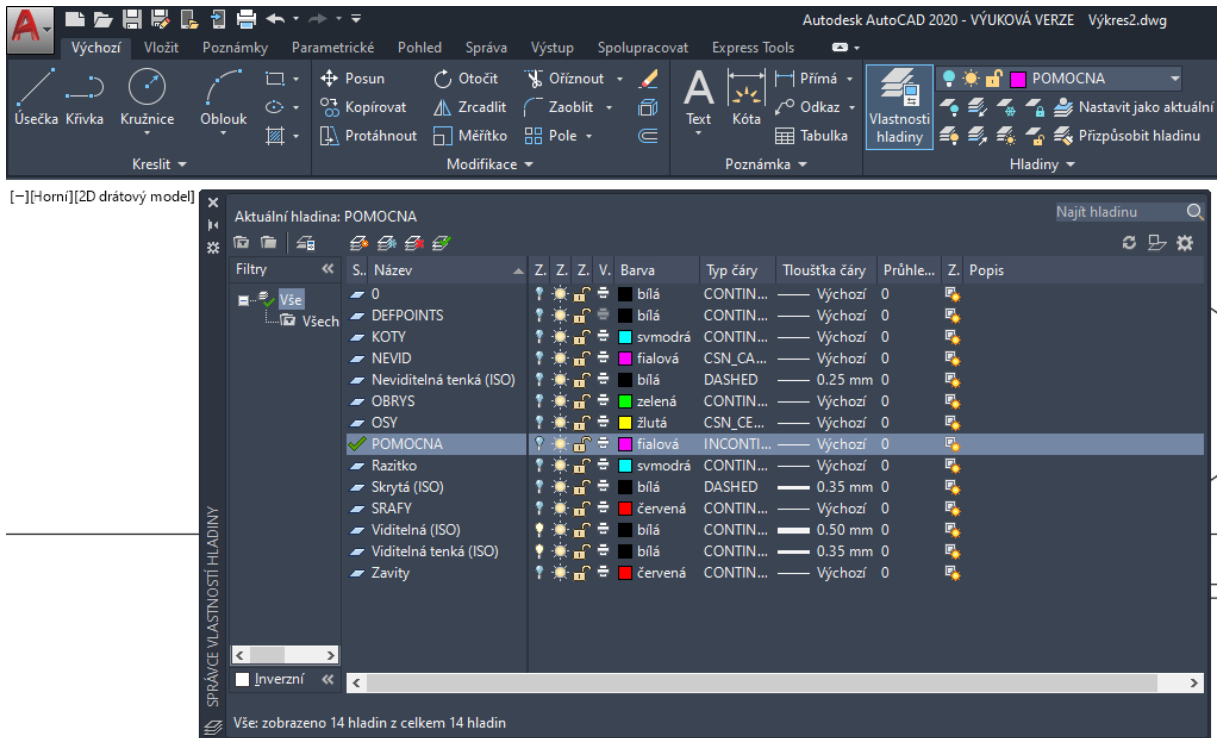 Autodesk AutoCAD 2020 - VÝUKOVÁ VERZE Výkres2.dwg
Výchozí Vložit Poznámky Parametrické Pohled Správa Výstup Spolupracovat Express Tools
Úsečka Křivka Kružnice Oblouk
Kreslit
Posun Otočit Oříznout
Kopírovat Zrcadlit Zaoblit
Protáhnout Měřítko Pole
Modifikace
Text Kóta
Přímá
Odkaz
Tabulka
Poznámka
Vlastnosti
hladiny
POMOCNA
Nastavit jako aktuální
Přizpůsobit hladinu
Hladiny
[−][Horní][2D drátový model]
Aktuální hladina: POMOCNA
Najít hladinu
Filtry
Vše
Všech
S.. Název Z. Z. Z. V. Barva Typ čáry Tloušťka čáry Průhle... Z. Popis
0 bílá CONTIN... Výchozí 0
DEFPOINTS bílá CONTIN... Výchozí 0
KOTY svmodrá CONTIN... Výchozí 0
NEVID fialová CSN_CA... Výchozí 0
Neviditelná tenká (ISO) bílá DASHED 0.25 mm 0
OBRYS zelená CONTIN... Výchozí 0
OSY žlutá CSN_CE... Výchozí 0
POMOCNA fialová INCONTI... Výchozí 0
Razitko svmodrá CONTIN... Výchozí 0
Skrytá (ISO) bílá DASHED 0.35 mm 0
SRAFY červená CONTIN... Výchozí 0
Viditelná (ISO) bílá CONTIN... 0.50 mm 0
Viditelná tenká (ISO) bílá CONTIN... 0.35 mm 0
Zavity červená CONTIN... Výchozí 0
Inverzní
Vše: zobrazeno 14 hladin z celkem 14 hladin
SPRÁVCE VLASTNOSTÍ HLADINY